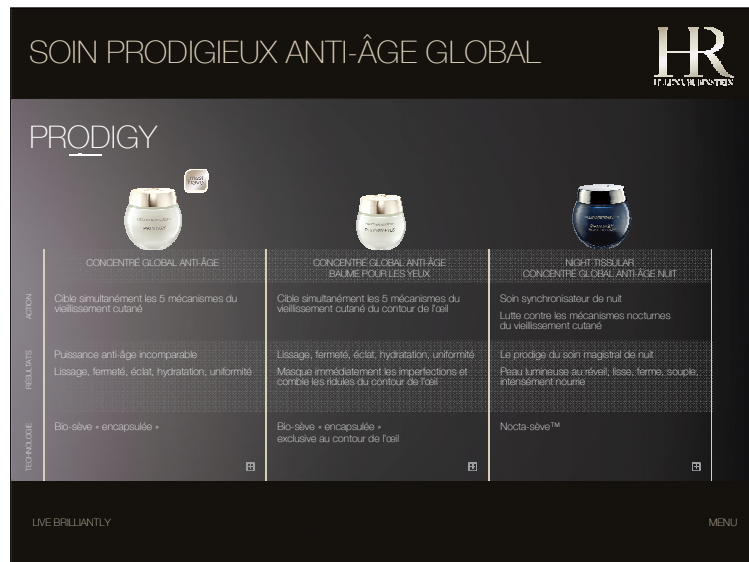 SOIN PRODIGIEUX ANTI-ÂGE GLOBAL
HR
HELENA RUBINSTEIN
PRODIGY
must
have
CONCENTRÉ GLOBAL ANTI-ÂGE
CONCENTRÉ GLOBAL ANTI-ÂGE
BAUME POUR LES YEUX
NIGHT TISSULAR
CONCENTRÉ GLOBAL ANTI-ÂGE NUIT
ACTION
Cible simultanément les 5 mécanismes du
vieillissement cutané
Cible simultanément les 5 mécanismes du
vieillissement cutané du contour de l'œil
Soin synchronisateur de nuit
Lutte contre les mécanismes nocturnes
du vieillissement cutané
RÉSULTATS
Puissance anti-âge incomparable
Lissage, fermeté, éclat, hydratation, uniformité
Lissage, fermeté, éclat, hydratation, uniformité
Masque immédiatement les imperfections et
comble les ridules du contour de l'œil
Le prodige du soin magistral de nuit
Peau lumineuse au réveil, lisse, ferme, souple,
intensément nourrie
TECHNOLOGIE
Bio-sève « encapsulée »
Bio-sève « encapsulée »
exclusive au contour de l'œil
Nocta-sève™
LIVE BRILLIANTLY
MENU